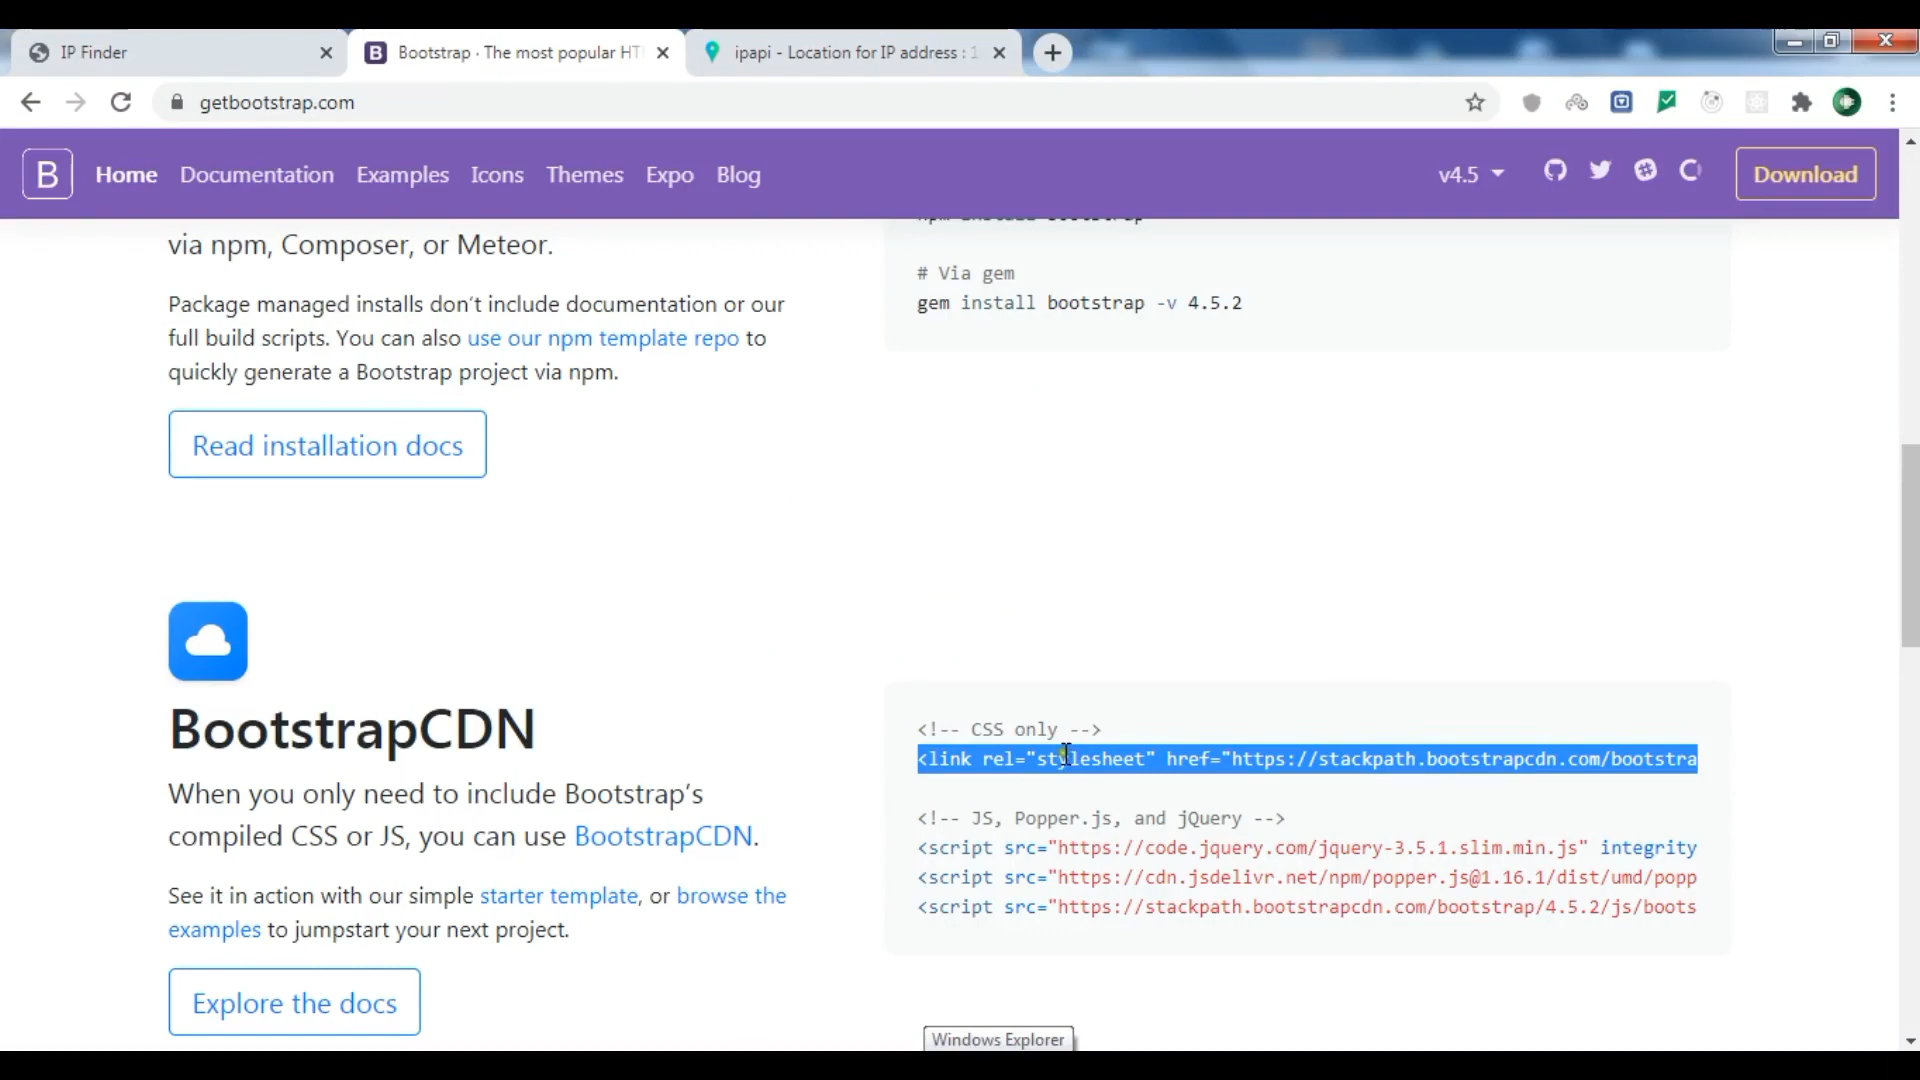 IP Finder
Bootstrap · The most popular HT
ipapi - Location for IP address : 1
getbootstrap.com
B
Home
Documentation
Examples
Icons
Themes
Expo
Blog
v4.5
Download
via npm, Composer, or Meteor.
Package managed installs don't include documentation or our
full build scripts. You can also use our npm template repo to
quickly generate a Bootstrap project via npm.
Read installation docs
npm install bootstrap
# Via gem
gem install bootstrap -v 4.5.2
BootstrapCDN
When you only need to include Bootstrap's
compiled CSS or JS, you can use BootstrapCDN.
See it in action with our simple starter template, or browse the
examples to jumpstart your next project.
Explore the docs
<!-- CSS only -->
<link rel="stylesheet" href="https://stackpath.bootstrapcdn.com/bootstra
<!-- JS, Popper.js, and jQuery -->
<script src="https://code.jquery.com/jquery-3.5.1.slim.min.js" integrity
<script src="https://cdn.jsdelivr.net/npm/popper.js@1.16.1/dist/umd/popp
<script src="https://stackpath.bootstrapcdn.com/bootstrap/4.5.2/js/boots
Windows Explorer